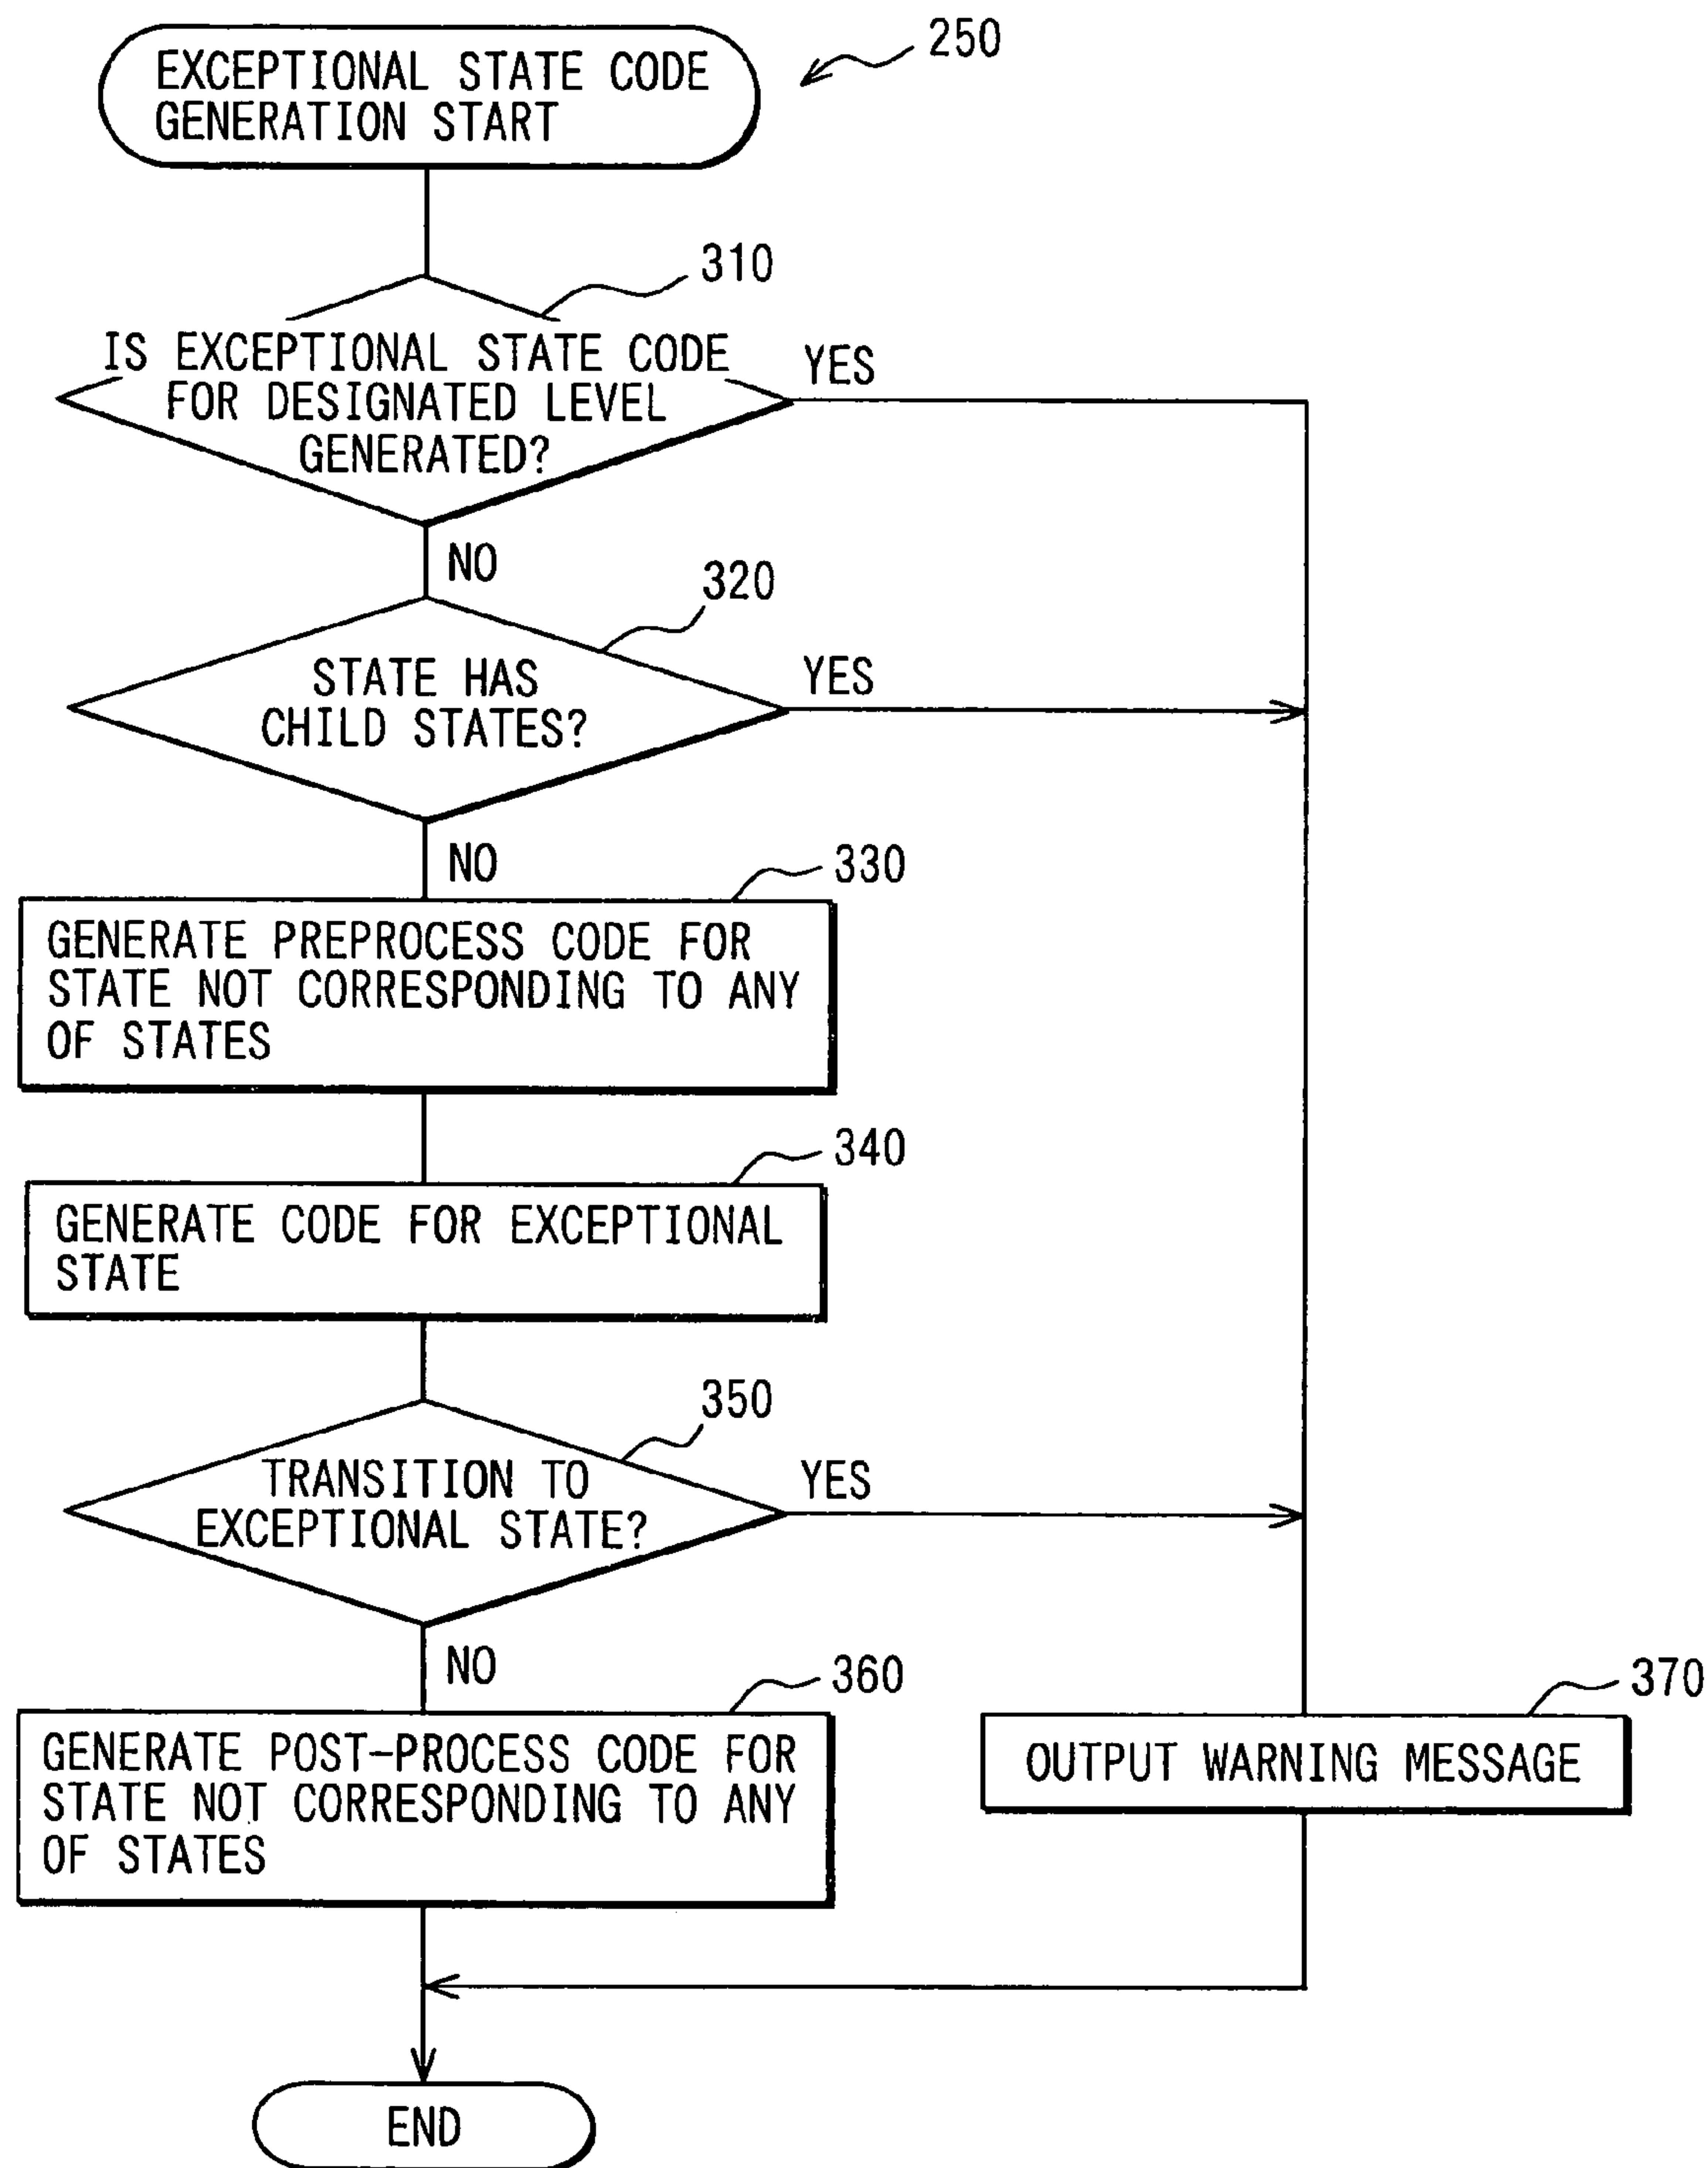 EXCEPTIONAL STATE CODE
GENERATION START
250
310
IS EXCEPTIONAL STATE CODE
FOR DESIGNATED LEVEL
GENERATED?
YES
NO
320
STATE HAS
CHILD STATES?
YES
NO
330
GENERATE PREPROCESS CODE FOR
STATE NOT CORRESPONDING TO ANY
OF STATES
340
GENERATE CODE FOR EXCEPTIONAL
STATE
350
TRANSITION TO
EXCEPTIONAL STATE?
YES
NO
360
GENERATE POST-PROCESS CODE FOR
STATE NOT CORRESPONDING TO ANY
OF STATES
370
OUTPUT WARNING MESSAGE
END